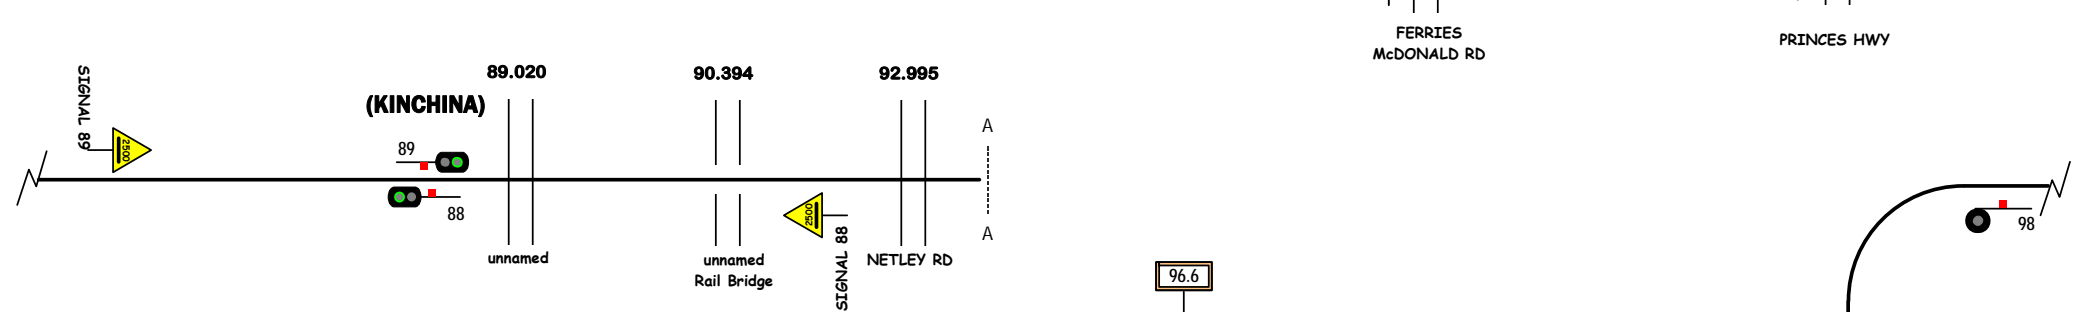 FERRIES
McDONALD RD
PRINCES HWY
SIGNAL 89
2500
89.020
90.394
92.995
(KINCHINA)
A
89
88
unnamed
unnamed
Rail Bridge
2500
SIGNAL 88
NETLEY RD
A
96.6
98